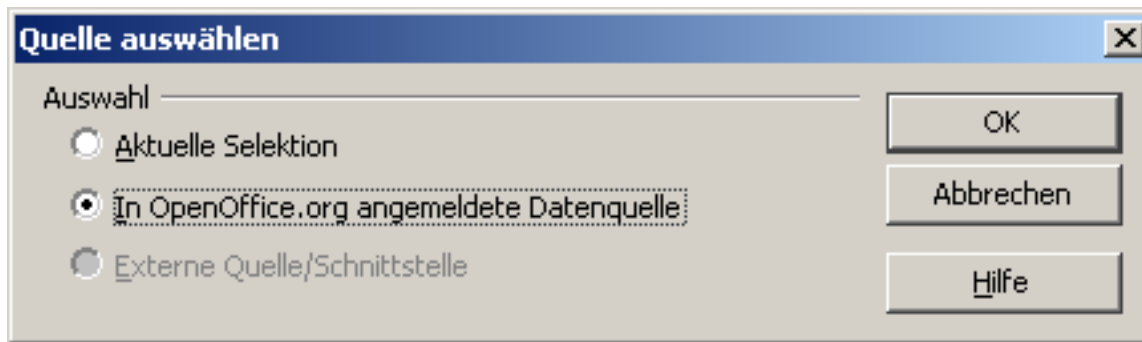 Quelle auswählen
Auswahl
Aktuelle Selektion
In OpenOffice.org angemeldete Datenquelle
Externe Quelle/Schnittstelle
OK
Abbrechen
Hilfe